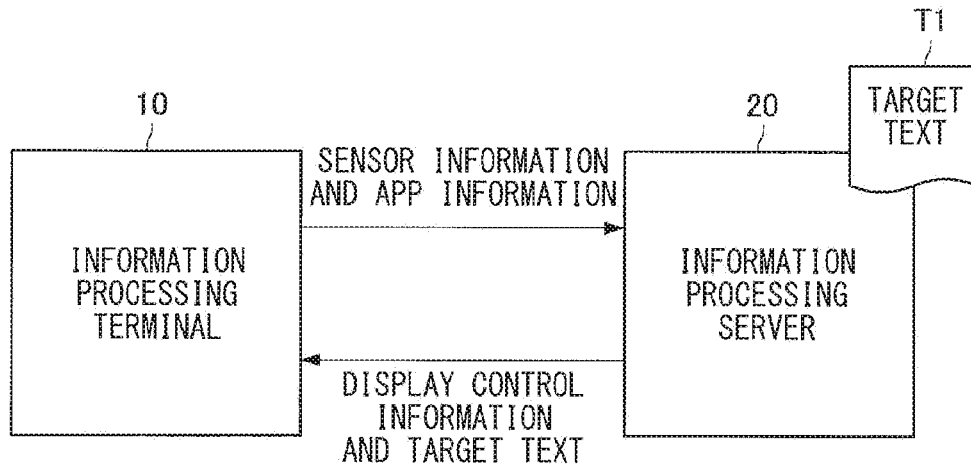 T1
TARGET
TEXT
10
20
SENSOR INFORMATION
AND APP INFORMATION
INFORMATION
PROCESSING
TERMINAL
INFORMATION
PROCESSING
SERVER
DISPLAY CONTROL
INFORMATION
AND TARGET TEXT